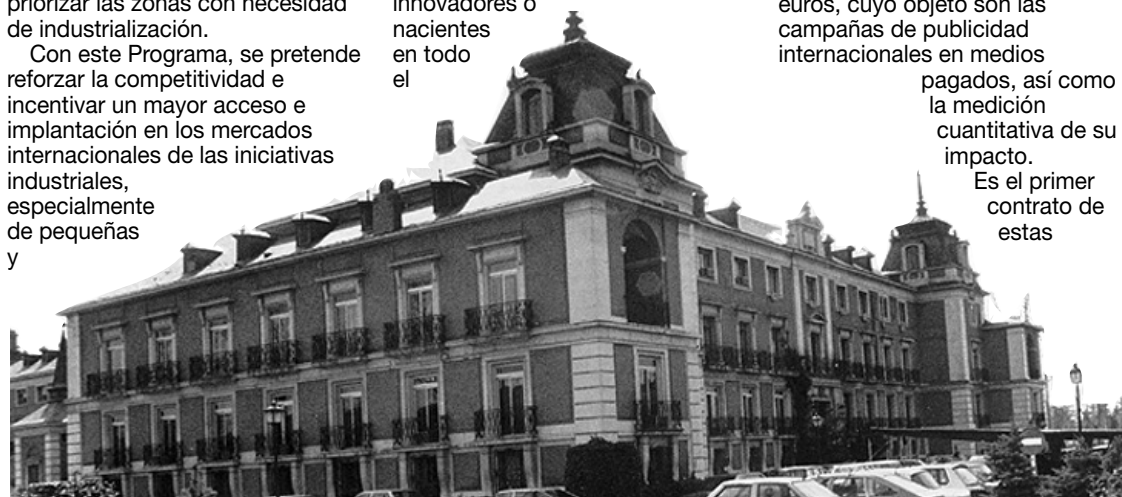 priorizar las zonas con necesidad
de industrialización.
Con este Programa, se pretende
reforzar la competitividad e
incentivar un mayor acceso e
implantación en los mercados
internacionales de las iniciativas
industriales,
especialmente
de pequeñas
y
innovadores o
nacientes
en todo
el
euros, cuyo objeto son las
campañas de publicidad
internacionales en medios
pagados, así como
la medición
cuantitativa de su
impacto.
Es el primer
contrato de
estas